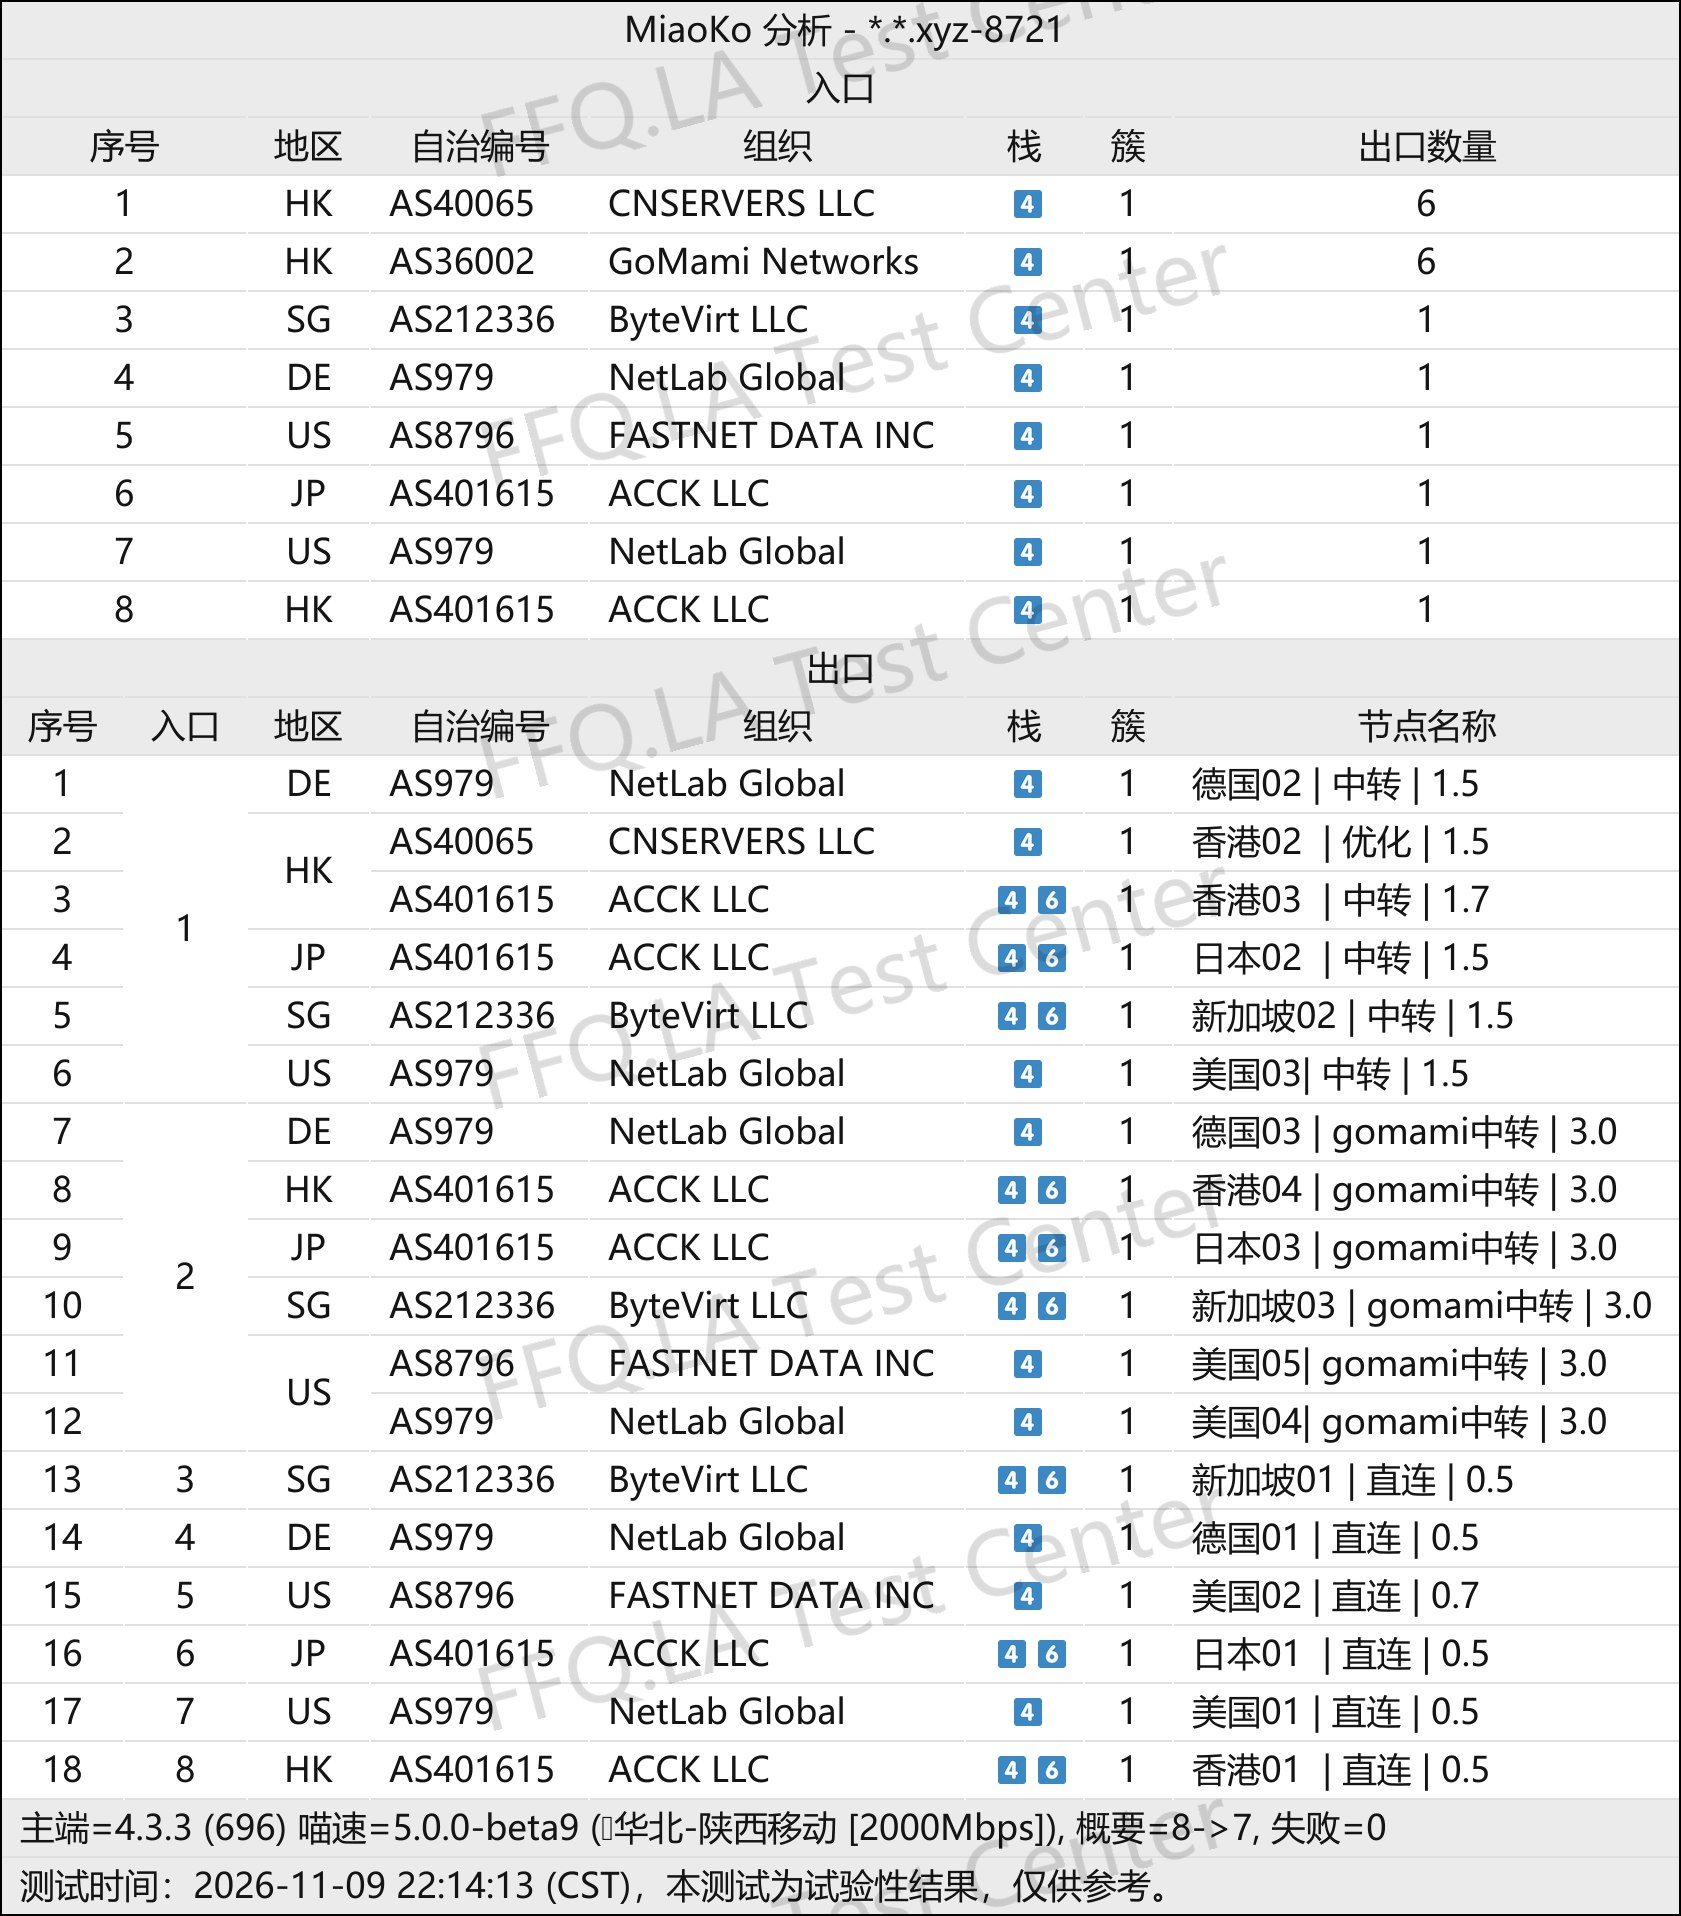 MiaoKo 分析 - *.*.xyz-8721
入口
序号 地区 自治编号 组织 栈 簇 出口数量
1 HK AS40065 CNSERVERS LLC 4 1 6
2 HK AS36002 GoMami Networks 4 1 6
3 SG AS212336 ByteVirt LLC 4 1 1
4 DE AS979 NetLab Global 4 1 1
5 US AS8796 FASTNET DATA INC 4 1 1
6 JP AS401615 ACCK LLC 4 1 1
7 US AS979 NetLab Global 4 1 1
8 HK AS401615 ACCK LLC 4 1 1
出口
序号 入口 地区 自治编号 组织 栈 簇 节点名称
1 1 DE AS979 NetLab Global 4 1 德国02 | 中转 | 1.5
2 HK AS40065 CNSERVERS LLC 4 1 香港02 | 优化 | 1.5
3 AS401615 ACCK LLC 4 6 1 香港03 | 中转 | 1.7
4 JP AS401615 ACCK LLC 4 6 1 日本02 | 中转 | 1.5
5 SG AS212336 ByteVirt LLC 4 6 1 新加坡02 | 中转 | 1.5
6 US AS979 NetLab Global 4 1 美国03| 中转 | 1.5
7 2 DE AS979 NetLab Global 4 1 德国03 | gomami中转 | 3.0
8 HK AS401615 ACCK LLC 4 6 1 香港04 | gomami中转 | 3.0
9 JP AS401615 ACCK LLC 4 6 1 日本03 | gomami中转 | 3.0
10 SG AS212336 ByteVirt LLC 4 6 1 新加坡03 | gomami中转 | 3.0
11 US AS8796 FASTNET DATA INC 4 1 美国05| gomami中转 | 3.0
12 AS979 NetLab Global 4 1 美国04| gomami中转 | 3.0
13 3 SG AS212336 ByteVirt LLC 4 6 1 新加坡01 | 直连 | 0.5
14 4 DE AS979 NetLab Global 4 1 德国01 | 直连 | 0.5
15 5 US AS8796 FASTNET DATA INC 4 1 美国02 | 直连 | 0.7
16 6 JP AS401615 ACCK LLC 4 6 1 日本01 | 直连 | 0.5
17 7 US AS979 NetLab Global 4 1 美国01 | 直连 | 0.5
18 8 HK AS401615 ACCK LLC 4 6 1 香港01 | 直连 | 0.5
主端=4.3.3 (696) 喵速=5.0.0-beta9 (华北-陕西移动 [2000Mbps]), 概要=8->7, 失败=0
测试时间：2026-11-09 22:14:13 (CST)，本测试为试验性结果，仅供参考。
FFQ.LA Test Center
FFQ.LA Test Center
FFQ.LA Test Center
FFQ.LA Test Center
FFQ.LA Test Center
FFQ.LA Test Center
Test Center